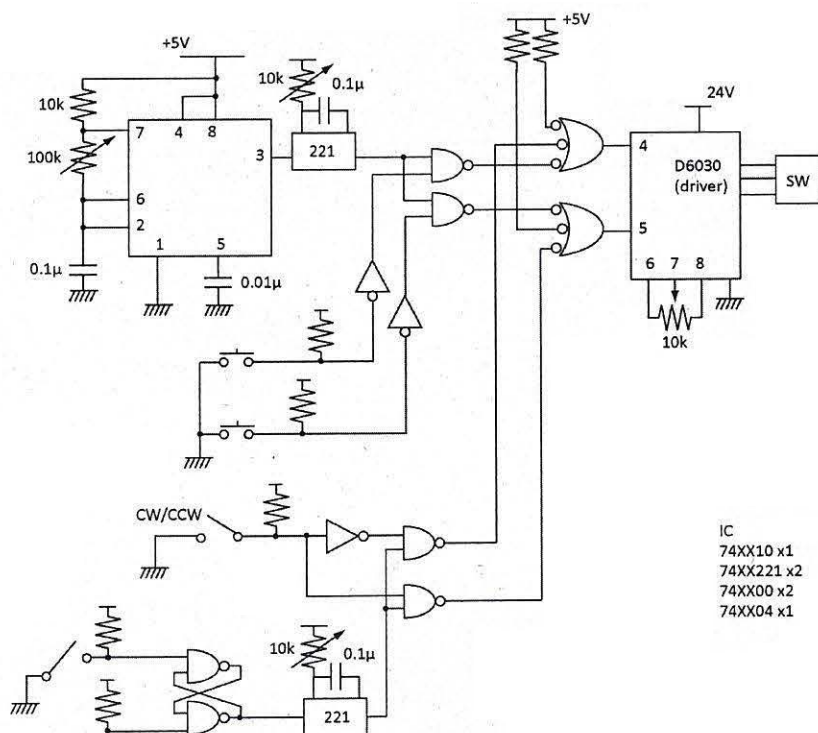 +5V
+5V
10k
0.1µ
24V
10k
7
4
8
3
221
4
D6030
(driver)
SW
100k
6
2
5
1
5
6
7
8
0.1µ
0.01µ
10k
CW/CCW
IC
74XX10 x1
74XX221 x2
74XX00 x2
74XX04 x1
10k
0.1µ
221